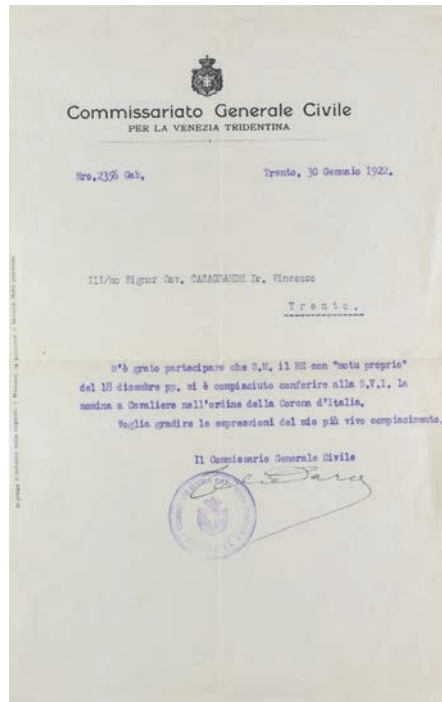 Commissariato Generale Civile
PER LA VENEZIA TRIDENTINA
Nro.2356 Gab.
Trento, 30 Gennaio 1922.
Ill/mo Signor Cav. CASAGRANDE Dr. Vincenzo
Trento.
M'è grato partecipare che S.M. il RE con "motu proprio"
del 18 dicembre pp. si è compiaciuto conferire alla S.V.I. la
nomina a Cavaliere nell'ordine della Corona d'Italia.
Voglia gradire le espressioni del mio più vivo compiacimento.
Il Commissario Generale Civile